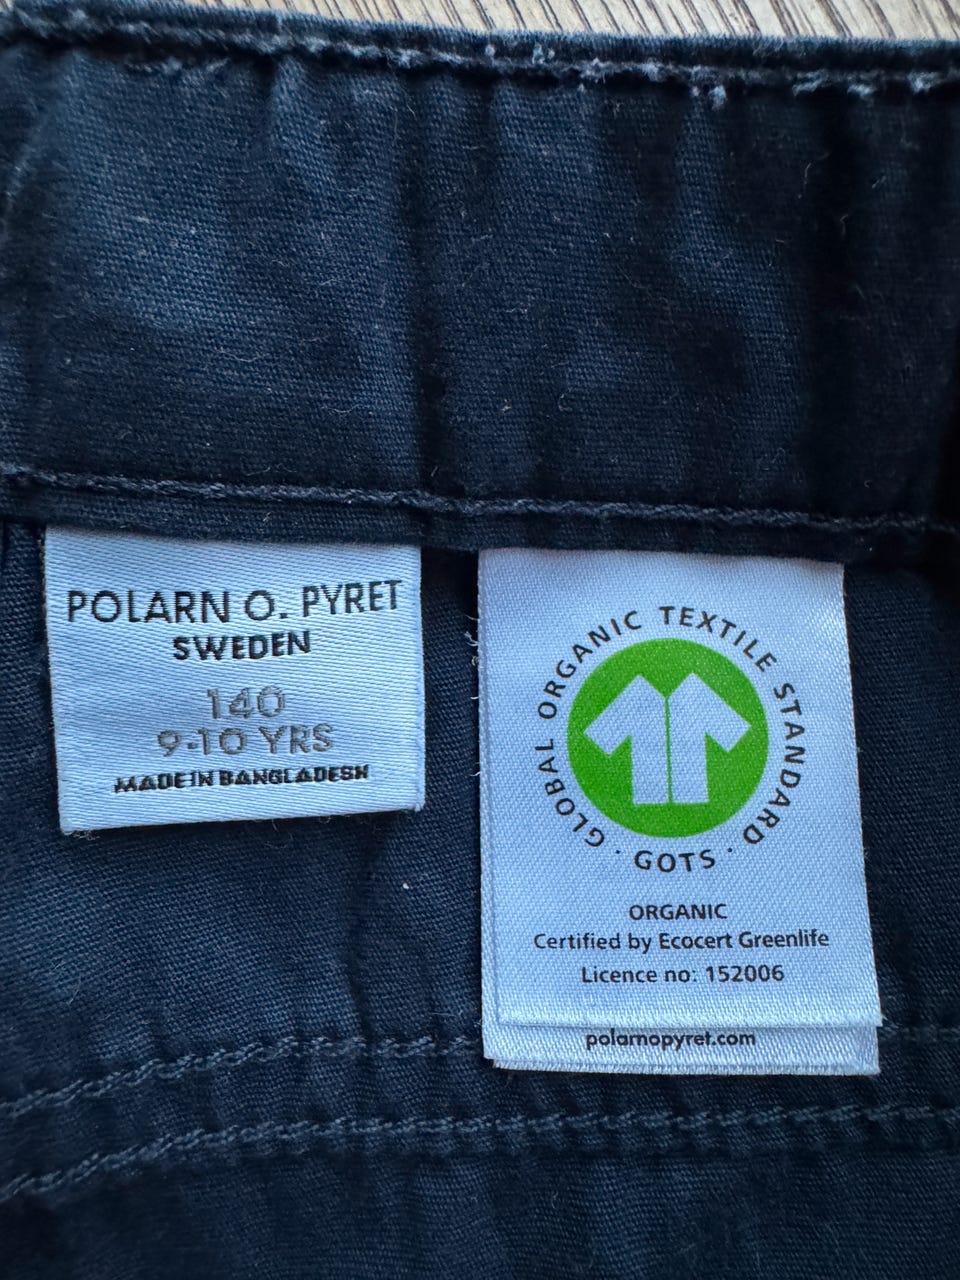 POLARN O. PYRET
SWEDEN
140
9-10 YRS
MADE IN BANGLADESH
GLOBAL ORGANIC TEXTILE STANDARD · GOTS ·
ORGANIC
Certified by Ecocert Greenlife
Licence no: 152006
polarnopyret.com